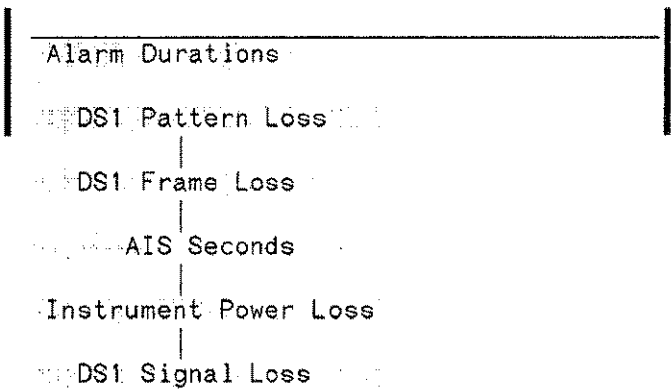 Alarm Durations
DS1 Pattern Loss
DS1 Frame Loss
AIS Seconds
Instrument Power Loss
DS1 Signal Loss